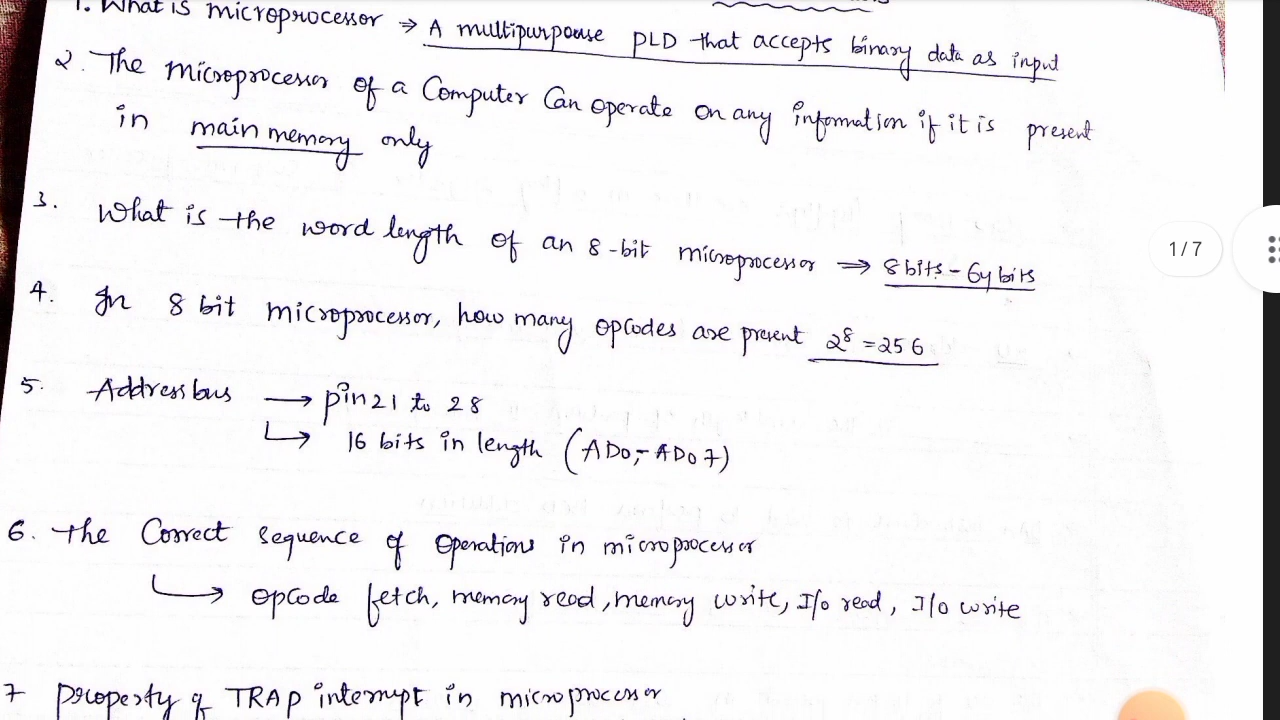 1. What is microprocessor ⇒ A multipurpouse PLD that accepts binary data as input
2. The microprocessor of a Computer Can operate on any information if it is present
in main memory only
3. What is the word length of an 8-bit microprocessor ⇒ 8 bits - 64 bits
1/7
4. In 8 bit microprocessor, how many opcodes are present 2⁸ = 256
5. Address bus → pin 21 to 28
↳ 16 bits in length (AD0,- AD07)
6. The Correct sequence of operations in microprocessor
↳ opcode fetch, memory read, memory write, I/o read, I/o write
7 property of TRAP interrupt in microprocessor